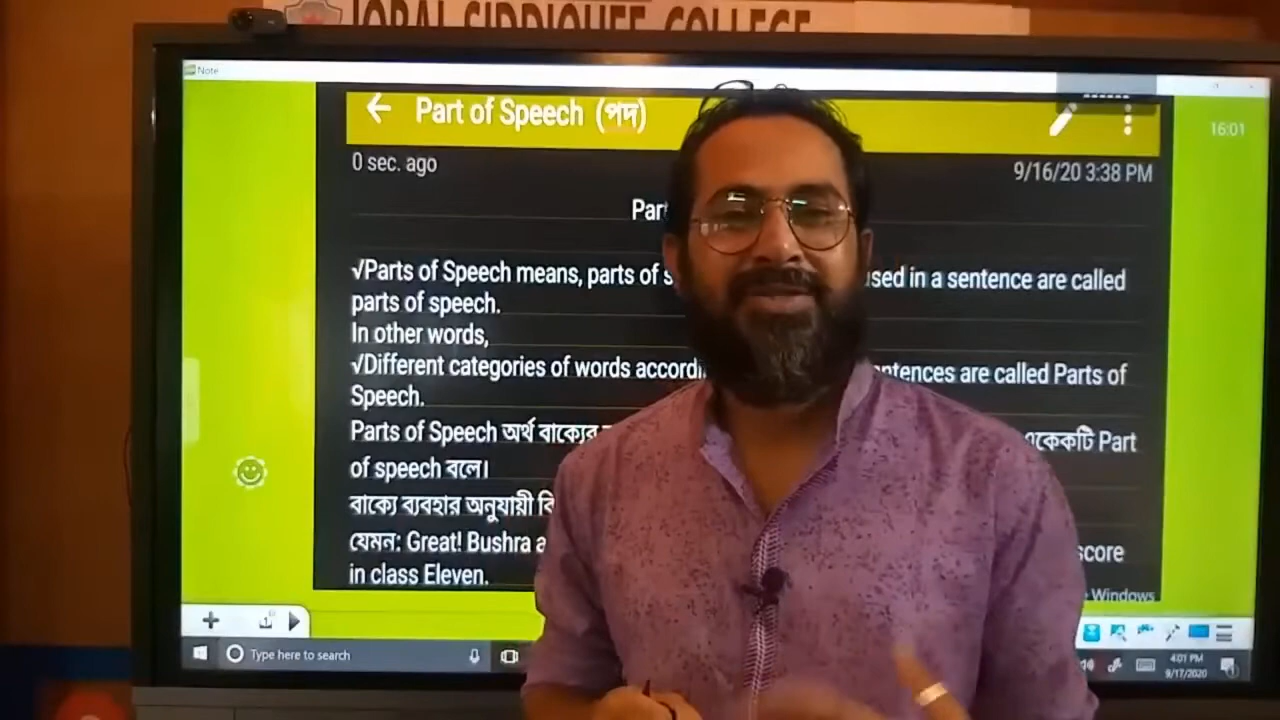 IQBAL SIDDIQUEE COLLEGE
Note
Part of Speech (পদ)
16:01
0 sec. ago
9/16/20 3:38 PM
Part
√Parts of Speech means, parts of used in a sentence are called
parts of speech.
In other words,
√Different categories of words sentences are called Parts of
Speech.
Parts of Speech অর্থ বাক্যের একেকটি Part
of speech বলে।
বাক্যে ব্যবহার অনুযায়ী
যেমন: Great! Bushra score
in class Eleven.
Windows
Type here to search
4:01 PM
9/17/2020